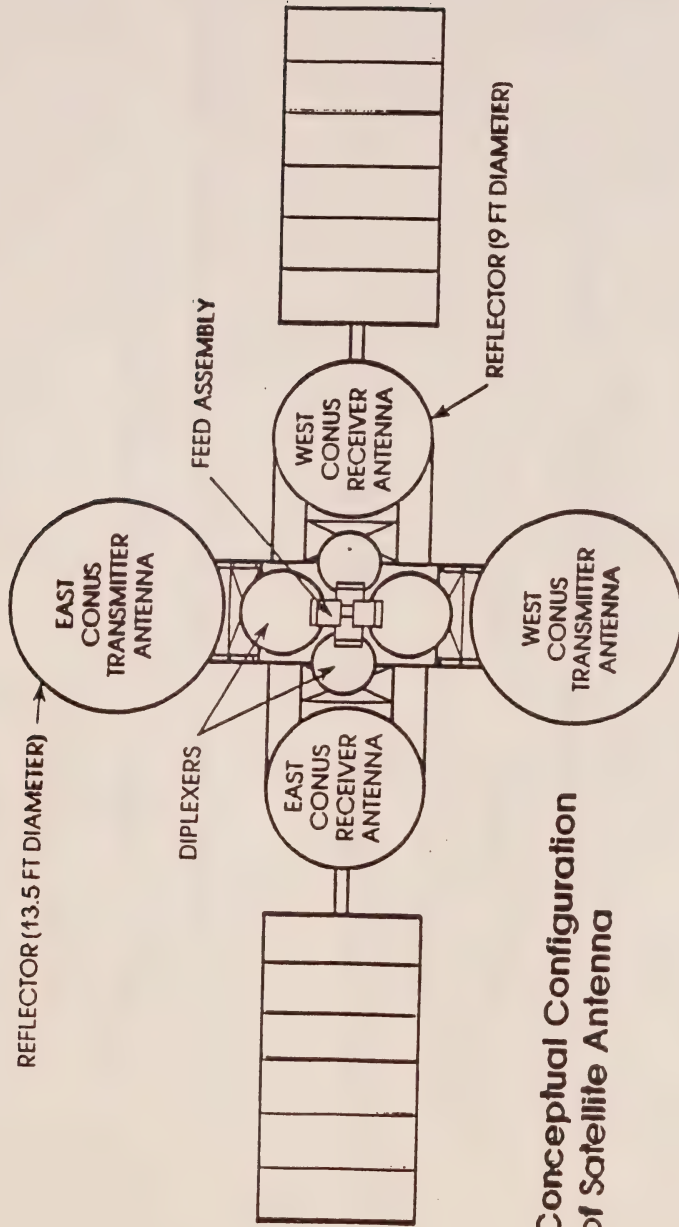 REFLECTOR (13.5 FT DIAMETER)
EAST
CONUS
TRANSMITTER
ANTENNA
FEED ASSEMBLY
DIPLEXERS
EAST
CONUS
RECEIVER
ANTENNA
WEST
CONUS
RECEIVER
ANTENNA
REFLECTOR (9 FT DIAMETER)
WEST
CONUS
TRANSMITTER
ANTENNA
Conceptual Configuration
of Satellite Antenna